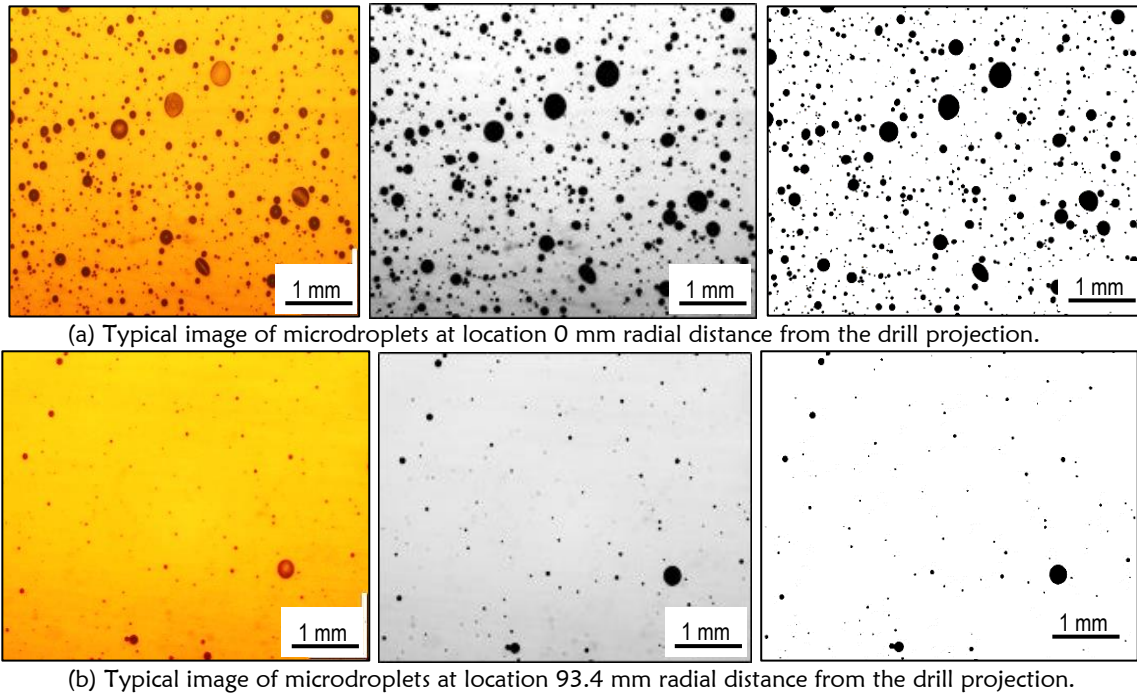 1 mm
1 mm
1 mm
(a) Typical image of microdroplets at location 0 mm radial distance from the drill projection.
1 mm
1 mm
1 mm
(b) Typical image of microdroplets at location 93.4 mm radial distance from the drill projection.